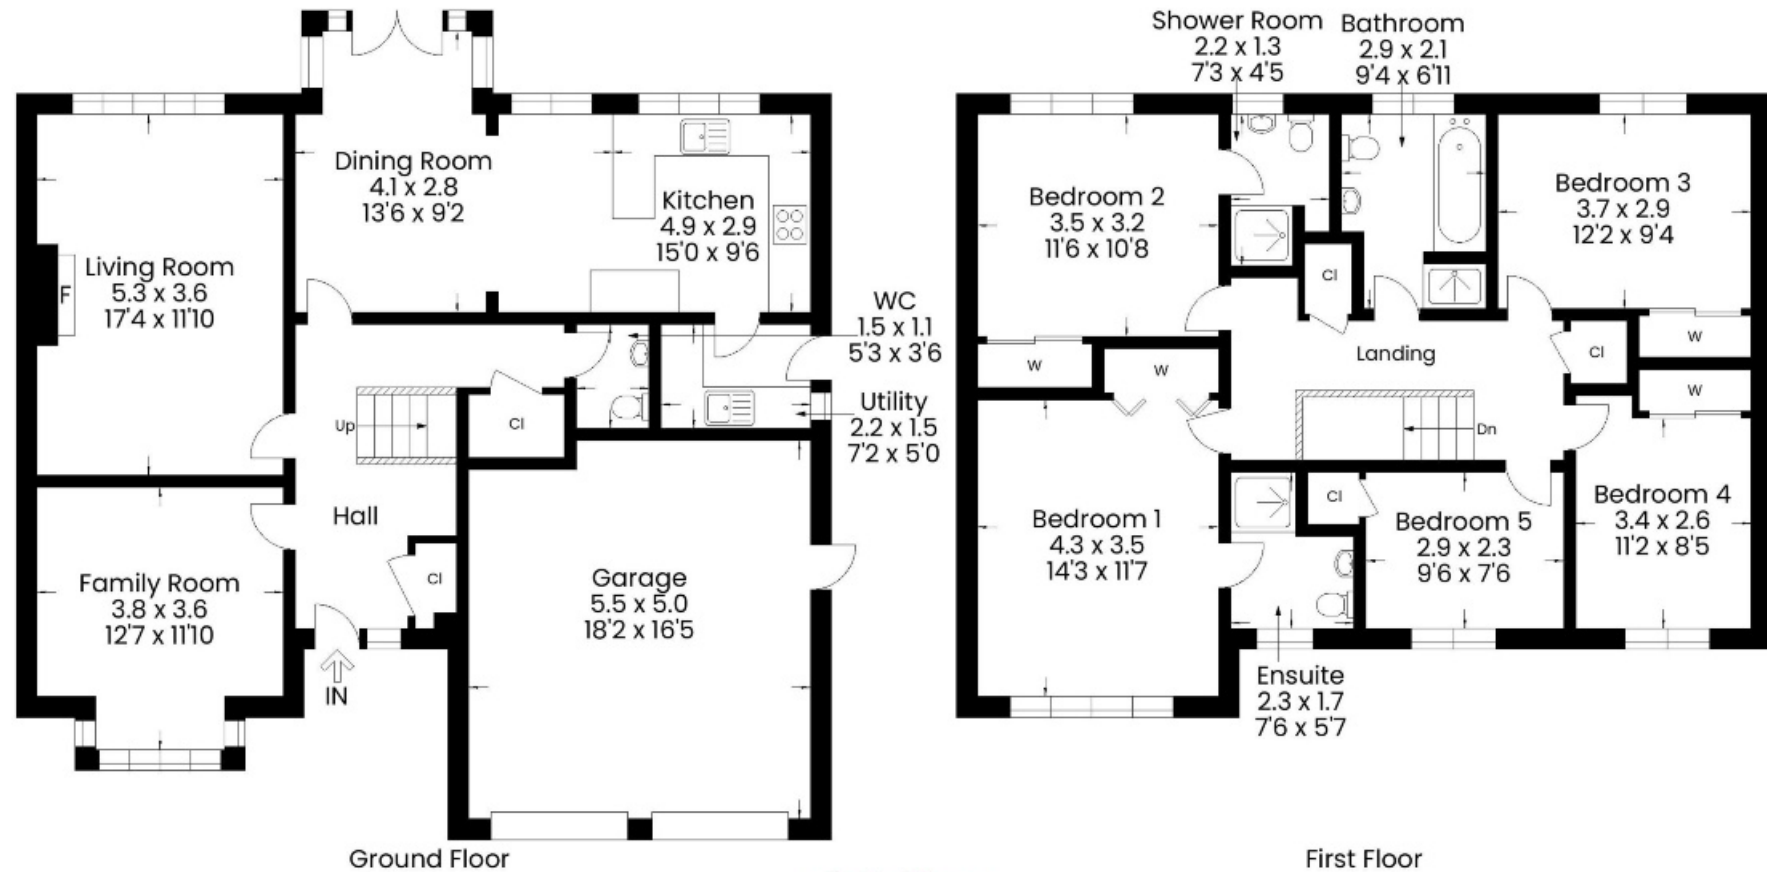 Dining Room
4.1 x 2.8
13'6 x 9'2
Kitchen
4.9 x 2.9
15'0 x 9'6
Living Room
5.3 x 3.6
17'4 x 11'10
F
WC
1.5 x 1.1
5'3 x 3'6
Utility
2.2 x 1.5
7'2 x 5'0
Up
Cl
Hall
Cl
Family Room
3.8 x 3.6
12'7 x 11'10
Garage
5.5 x 5.0
18'2 x 16'5
IN
Ground Floor
Shower Room
2.2 x 1.3
7'3 x 4'5
Bathroom
2.9 x 2.1
9'4 x 6'11
Bedroom 2
3.5 x 3.2
11'6 x 10'8
Bedroom 3
3.7 x 2.9
12'2 x 9'4
Cl
W
W
Landing
Cl
W
W
Dn
Bedroom 1
4.3 x 3.5
14'3 x 11'7
Cl
Bedroom 5
2.9 x 2.3
9'6 x 7'6
Bedroom 4
3.4 x 2.6
11'2 x 8'5
Ensuite
2.3 x 1.7
7'6 x 5'7
First Floor